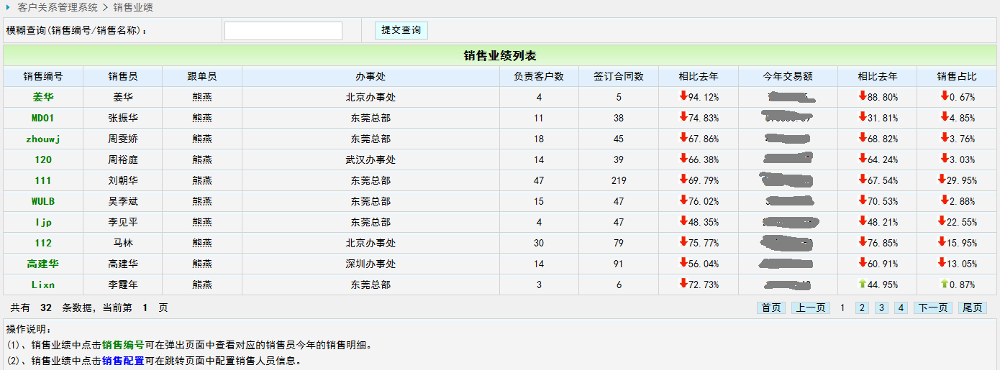 客户关系管理系统 > 销售业绩
模糊查询(销售编号/销售名称): 提交查询
销售业绩列表
销售编号 销售员 跟单员 办事处 负责客户数 签订合同数 相比去年 今年交易额 相比去年 销售占比
姜华 姜华 熊燕 北京办事处 4 5 94.12% 88.80% 0.67%
MD01 张振华 熊燕 东莞总部 11 38 74.83% 31.81% 4.85%
zhouwj 周雯娇 熊燕 东莞总部 18 45 67.86% 68.82% 3.76%
120 周裕庭 熊燕 武汉办事处 14 39 66.38% 64.24% 3.03%
111 刘朝华 熊燕 东莞总部 47 219 69.79% 67.54% 29.95%
WULB 吴李斌 熊燕 东莞总部 15 47 76.02% 70.53% 2.88%
ljp 李见平 熊燕 东莞总部 4 47 48.35% 48.21% 22.55%
112 马林 熊燕 北京办事处 30 79 75.77% 76.85% 15.95%
高建华 高建华 熊燕 深圳办事处 14 91 56.04% 60.91% 13.05%
Lixn 李霞年 熊燕 东莞总部 3 6 72.73% 44.95% 0.87%
共有 32 条数据，当前第 1 页 首页 上一页 1 2 3 4 下一页 尾页
操作说明：
(1)、销售业绩中点击销售编号可在弹出页面中查看对应的销售员今年的销售明细。
(2)、销售业绩中点击销售配置可在跳转页面中配置销售人员信息。